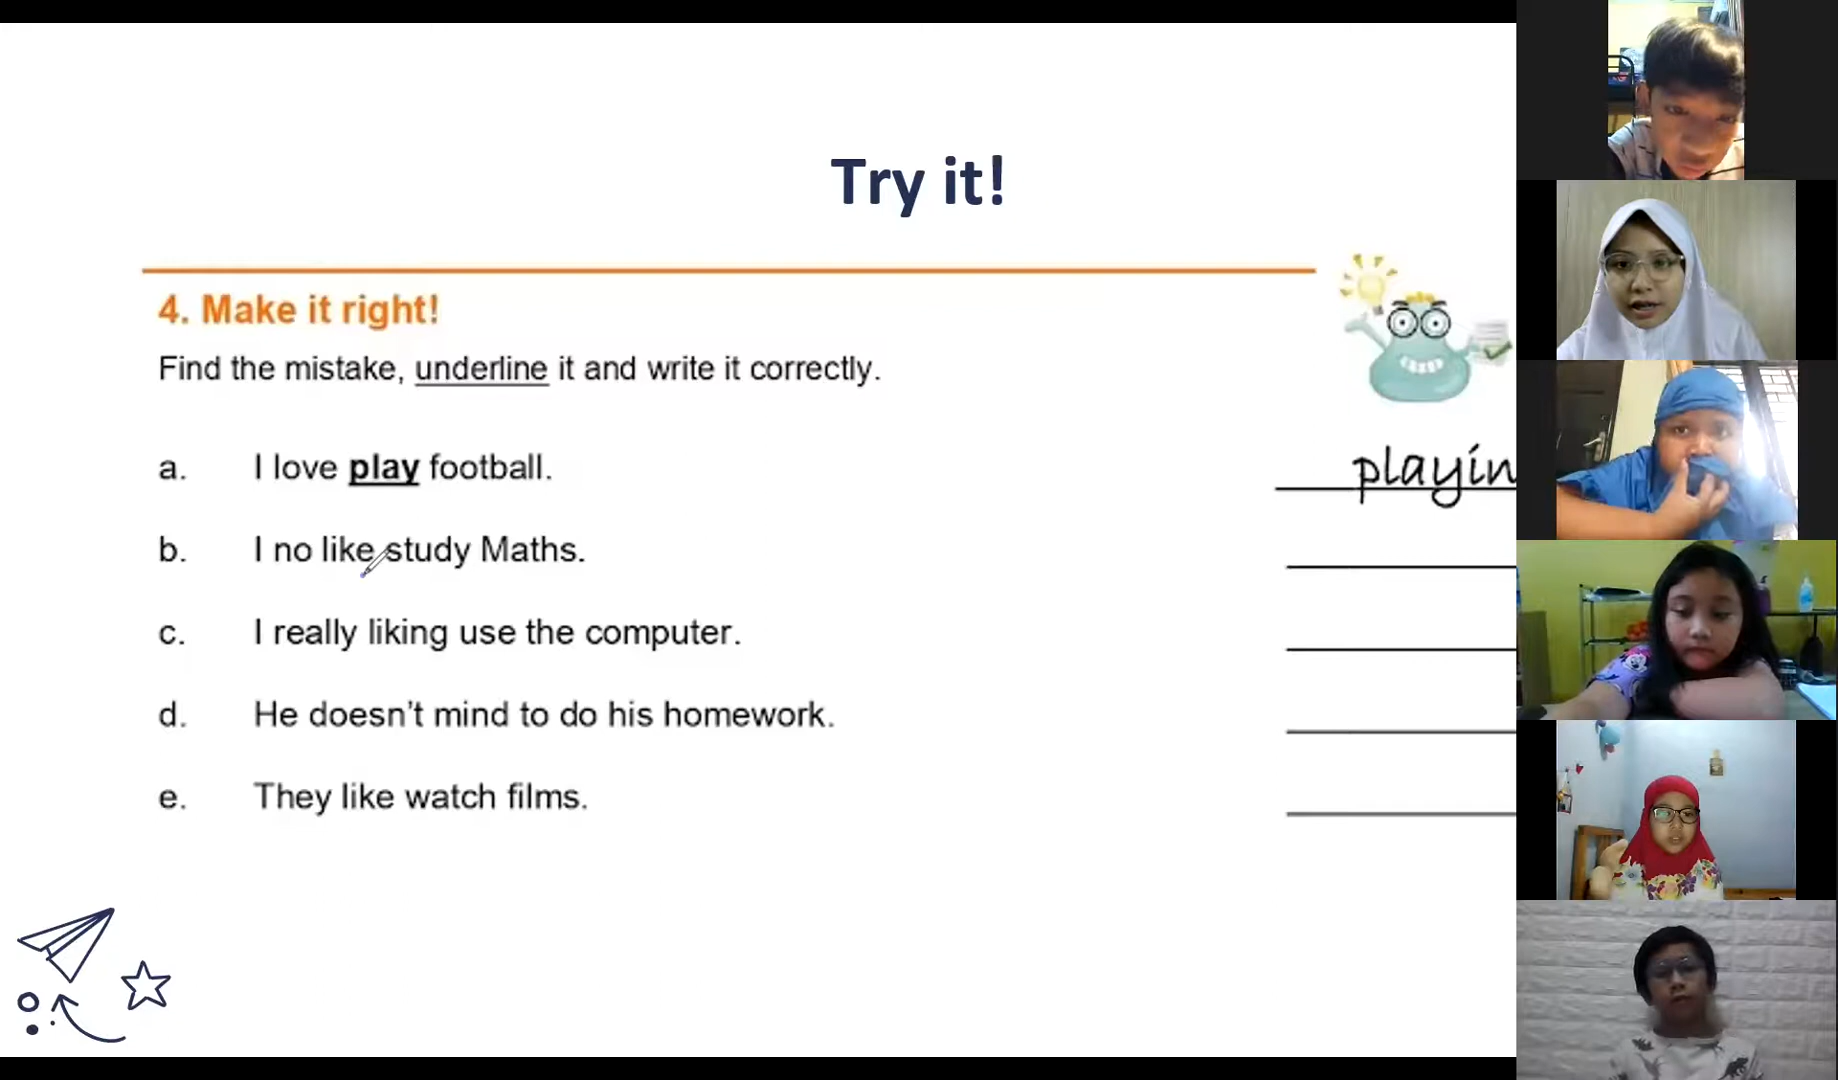 Try it!
4. Make it right!
Find the mistake, underline it and write it correctly.
a. I love play football.
playin
b. I no like study Maths.
c. I really liking use the computer.
d. He doesn't mind to do his homework.
e. They like watch films.